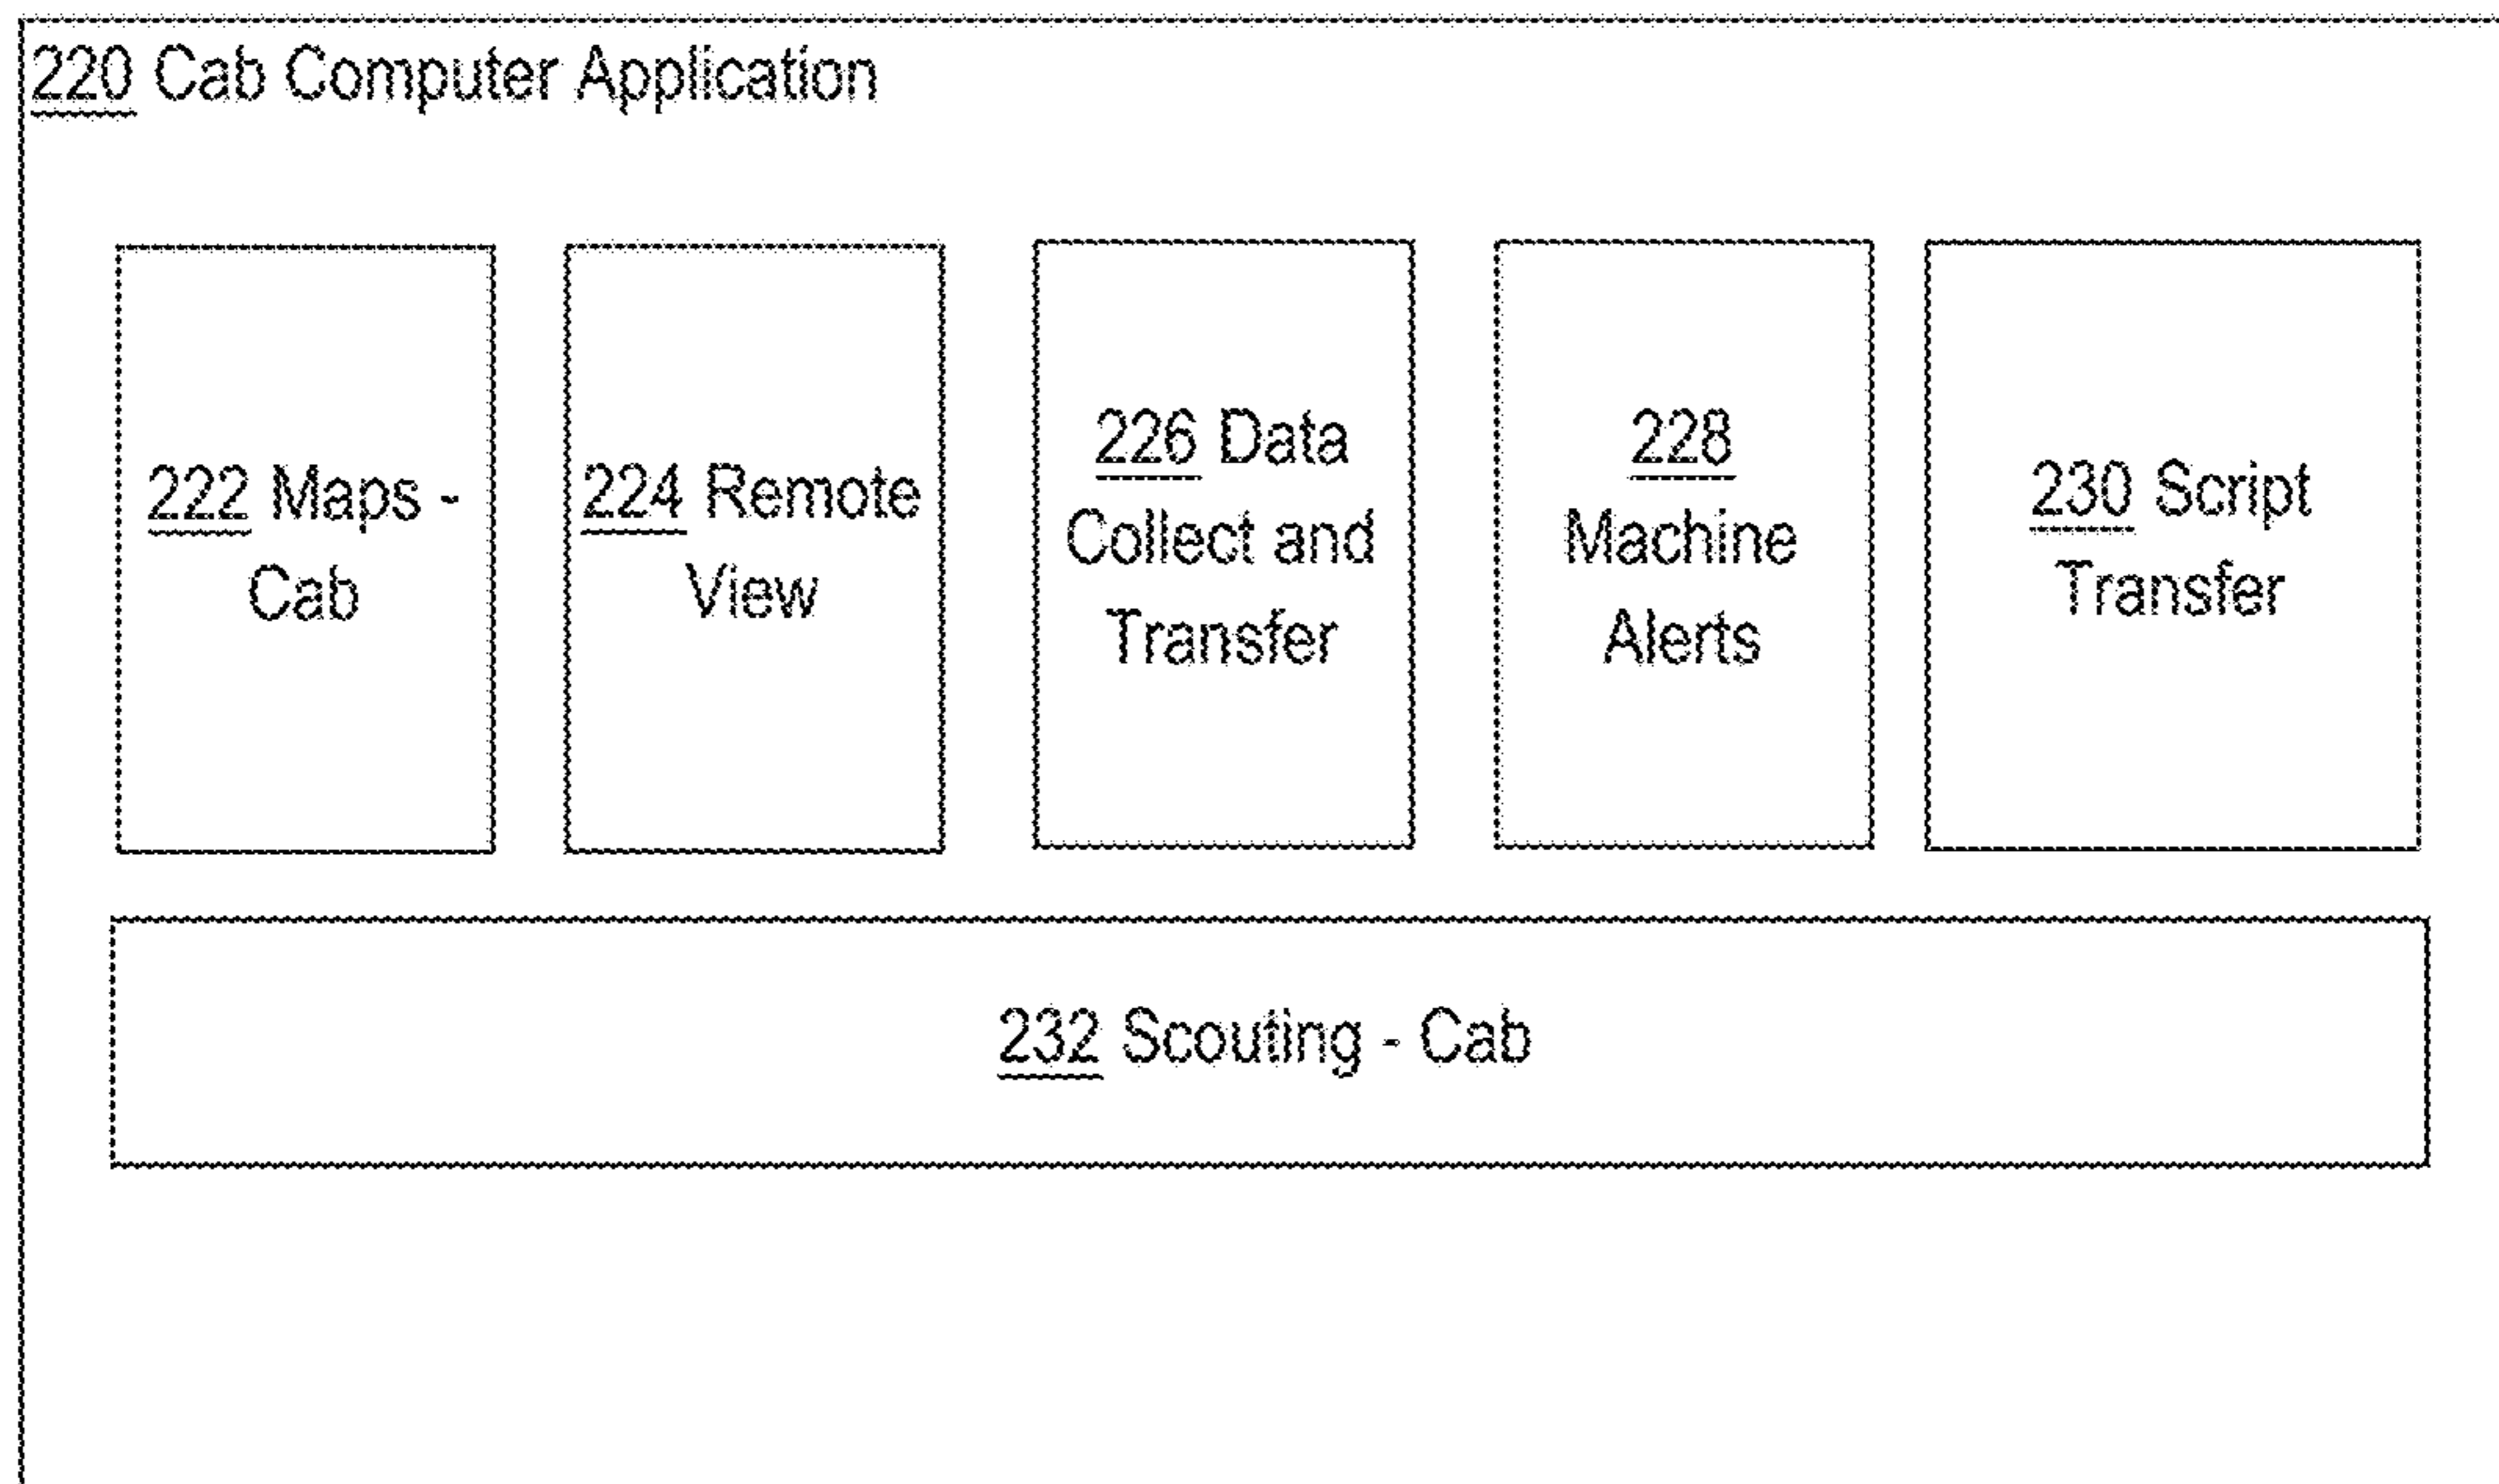 220 Cab Computer Application
222 Maps -
Cab
224 Remote
View
226 Data
Collect and
Transfer
228
Machine
Alerts
230 Script
Transfer
232 Scouting - Cab